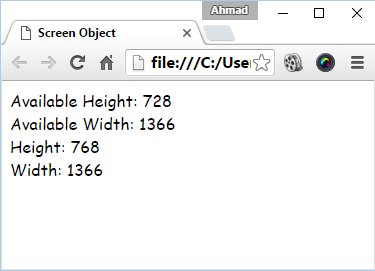 Ahmad
Screen Object
file:///C:/User
Available Height: 728
Available Width: 1366
Height: 768
Width: 1366